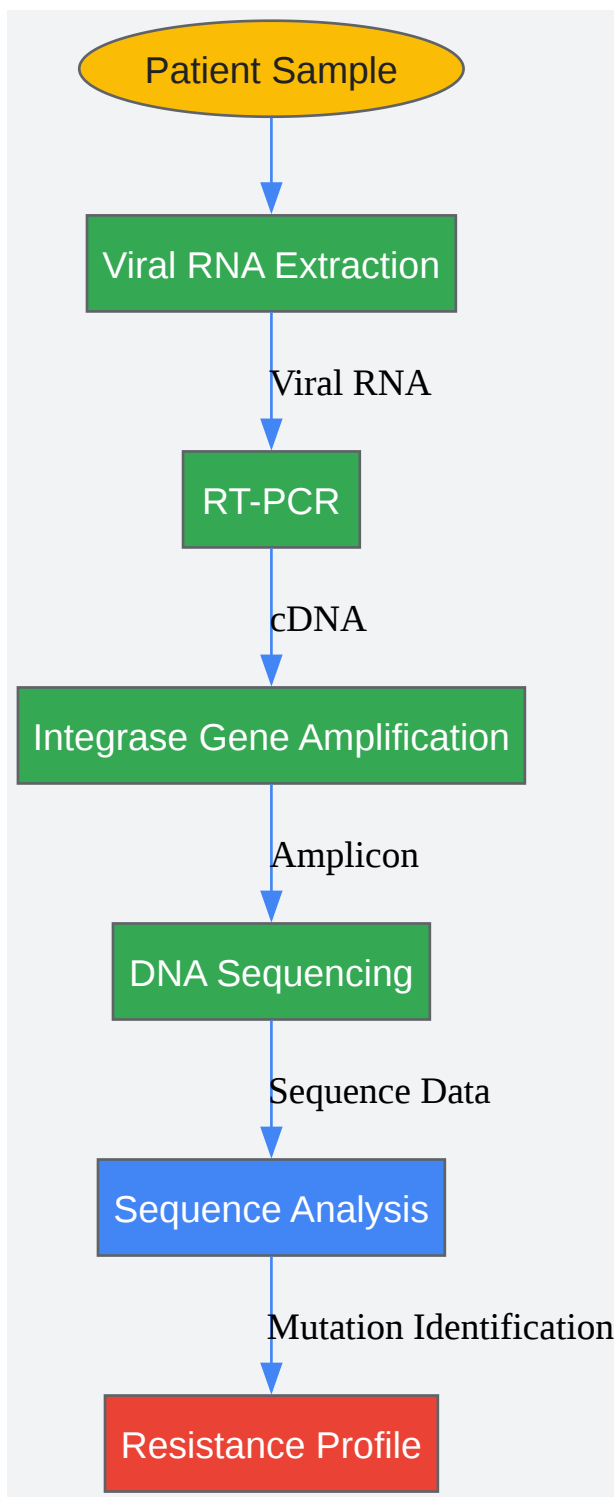 Patient Sample
Viral RNA Extraction
Viral RNA
RT-PCR
cDNA
Integrase Gene Amplification
Amplicon
DNA Sequencing
Sequence Data
Sequence Analysis
Mutation Identification
Resistance Profile